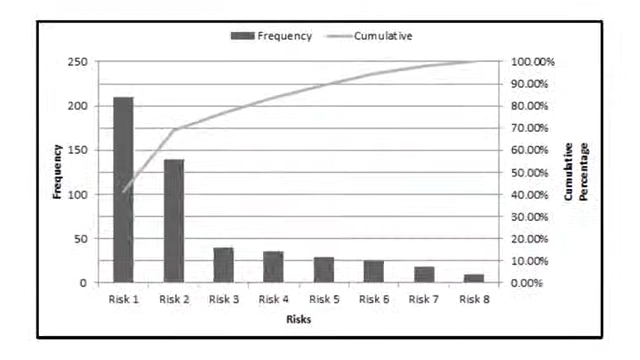 Frequency Cumulative
250
200
150
100
50
0
Frequency
100.00%
90.00%
80.00%
70.00%
60.00%
50.00%
40.00%
30.00%
20.00%
10.00%
0.00%
Cumulative
Percentage
Risk 1 Risk 2 Risk 3 Risk 4 Risk 5 Risk 6 Risk 7 Risk 8
Risks